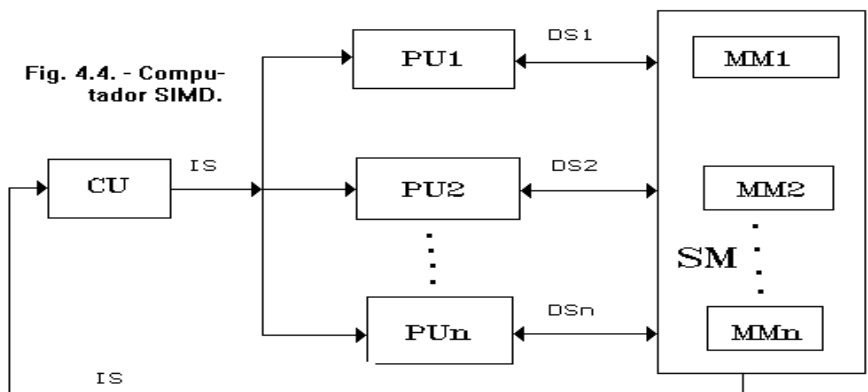 Fig. 4.4. - Compu-
tador SIMD.
CU
IS
PU1
DS1
MM1
PU2
DS2
MM2
SM
PUn
DSn
MMn
IS